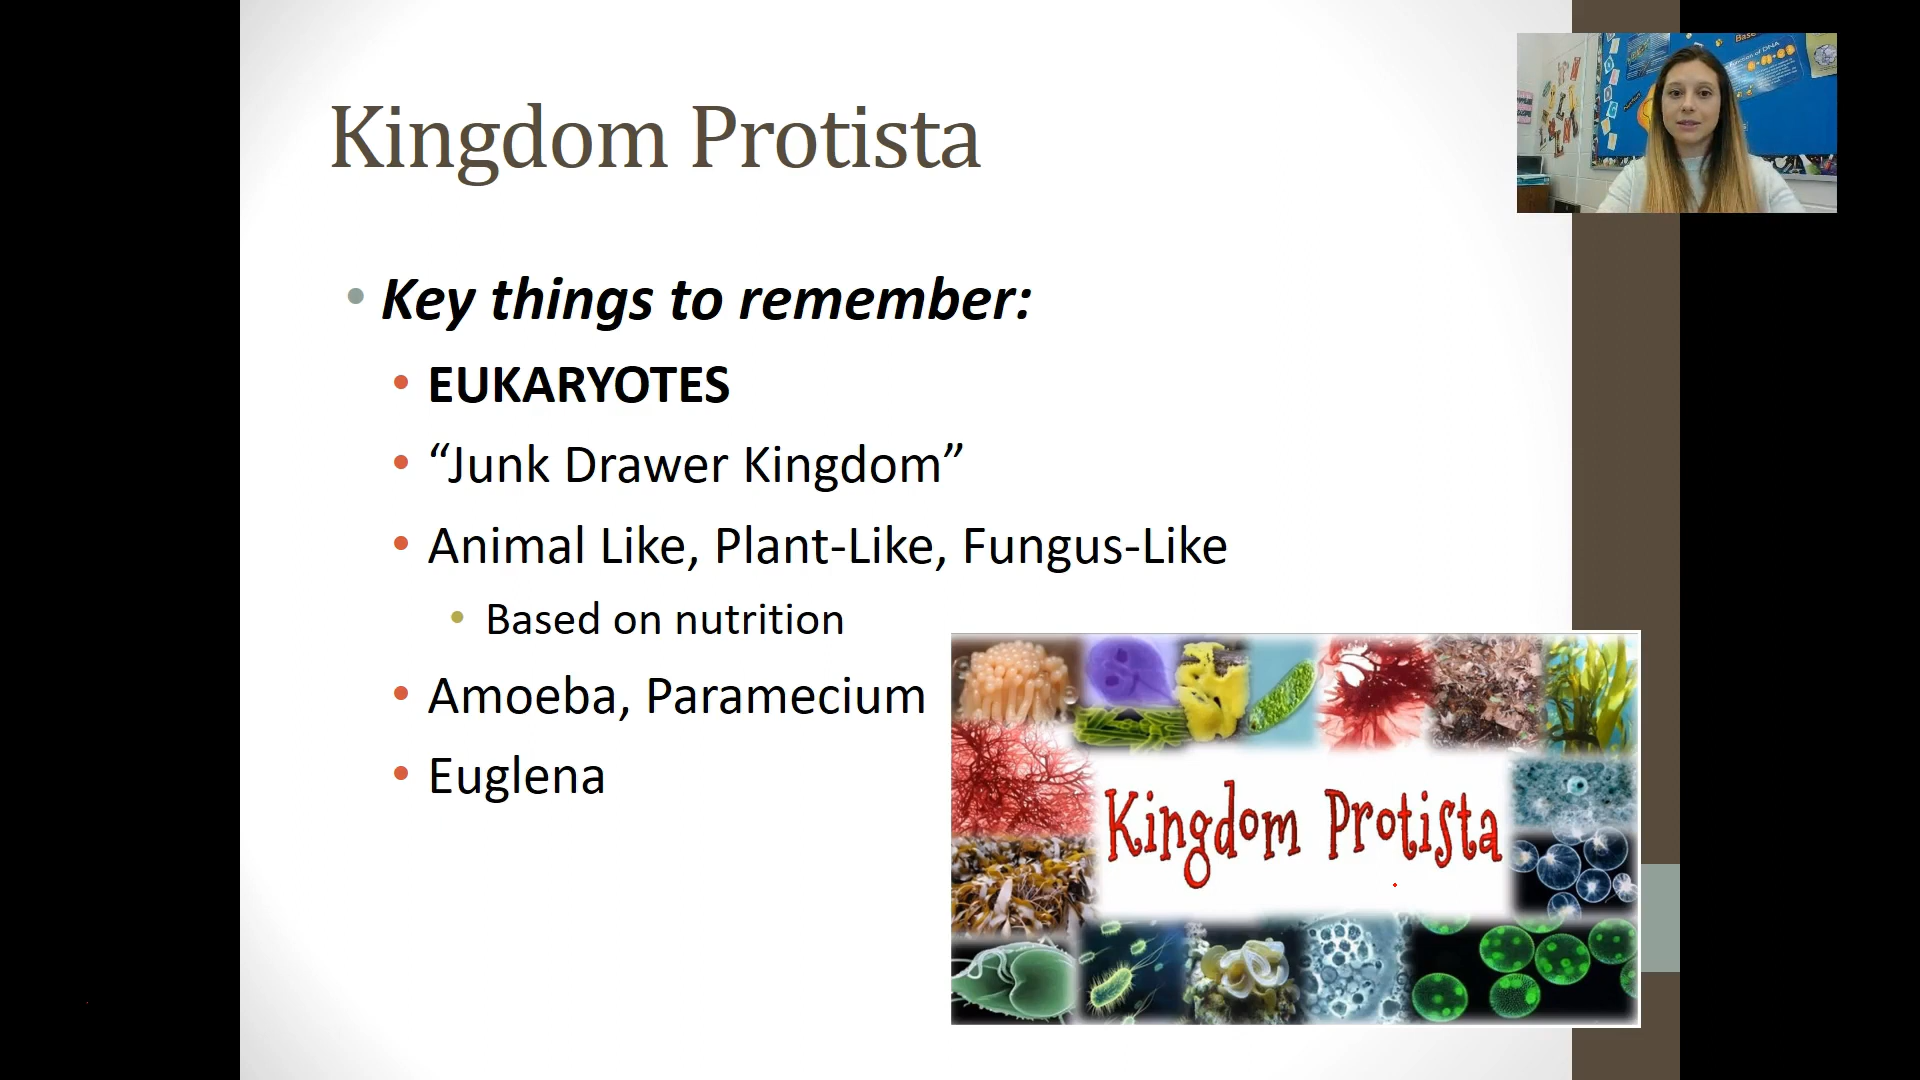 Kingdom Protista
Key things to remember:
EUKARYOTES
“Junk Drawer Kingdom”
Animal Like, Plant-Like, Fungus-Like
Based on nutrition
Amoeba, Paramecium
Euglena
Kingdom Protista